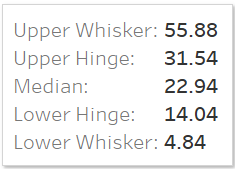 Upper Whisker: 55.88
Upper Hinge: 31.54
Median: 22.94
Lower Hinge: 14.04
Lower Whisker: 4.84